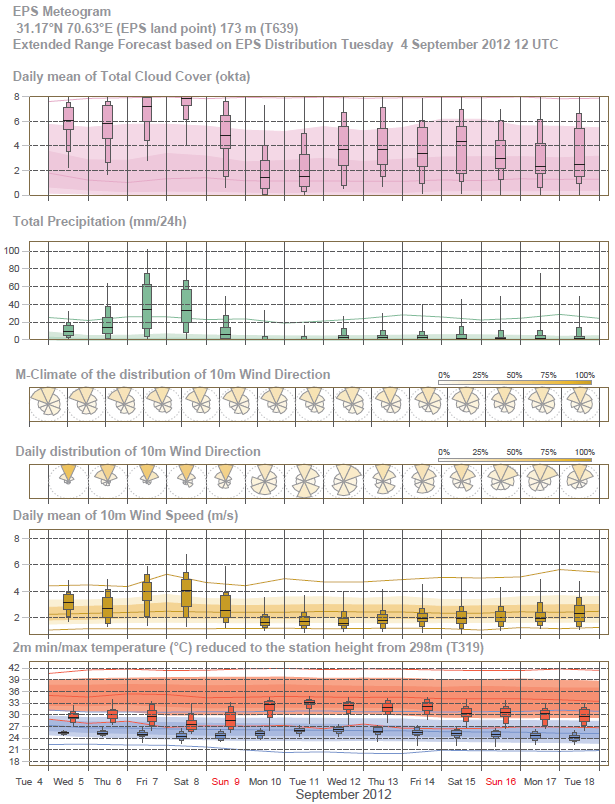 EPS Meteogram
31.17°N 70.63°E (EPS land point) 173 m (T639)
Extended Range Forecast based on EPS Distribution Tuesday 4 September 2012 12 UTC
Daily mean of Total Cloud Cover (okta)
8
6
4
2
0
Total Precipitation (mm/24h)
100
80
60
40
20
0
M-Climate of the distribution of 10m Wind Direction
0% 25% 50% 75% 100%
Daily distribution of 10m Wind Direction
0% 25% 50% 75% 100%
Daily mean of 10m Wind Speed (m/s)
8
6
4
2
2m min/max temperature (°C) reduced to the station height from 298m (T319)
42
39
36
33
30
27
24
21
18
Tue 4 Wed 5 Thu 6 Fri 7 Sat 8 Sun 9 Mon 10 Tue 11 Wed 12 Thu 13 Fri 14 Sat 15 Sun 16 Mon 17 Tue 18
September 2012